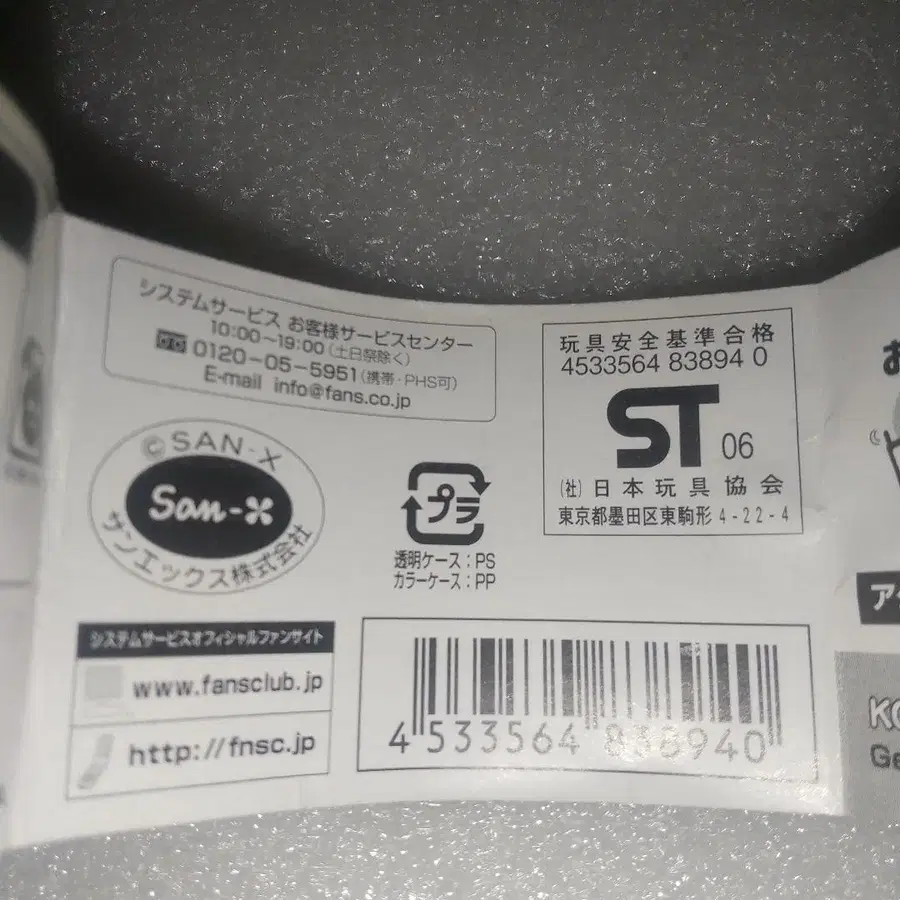 システムサービス お客様サービスセンター
10:00〜19:00(土日祭除く)
0120-05-5951(携帯・PHS可)
E-mail info@fans.co.jp
玩具安全基準合格
4533564 83894 0
ST 06
(社)日本玩具協会
東京都墨田区東駒形 4-22-4
©SAN-X
San-X
サンエックス株式会社
プラ
透明ケース:PS
カラーケース:PP
システムサービスオフィシャルファンサイト
www.fansclub.jp
http://fnsc.jp
4 533564 838940
お
ア
KO
Ge